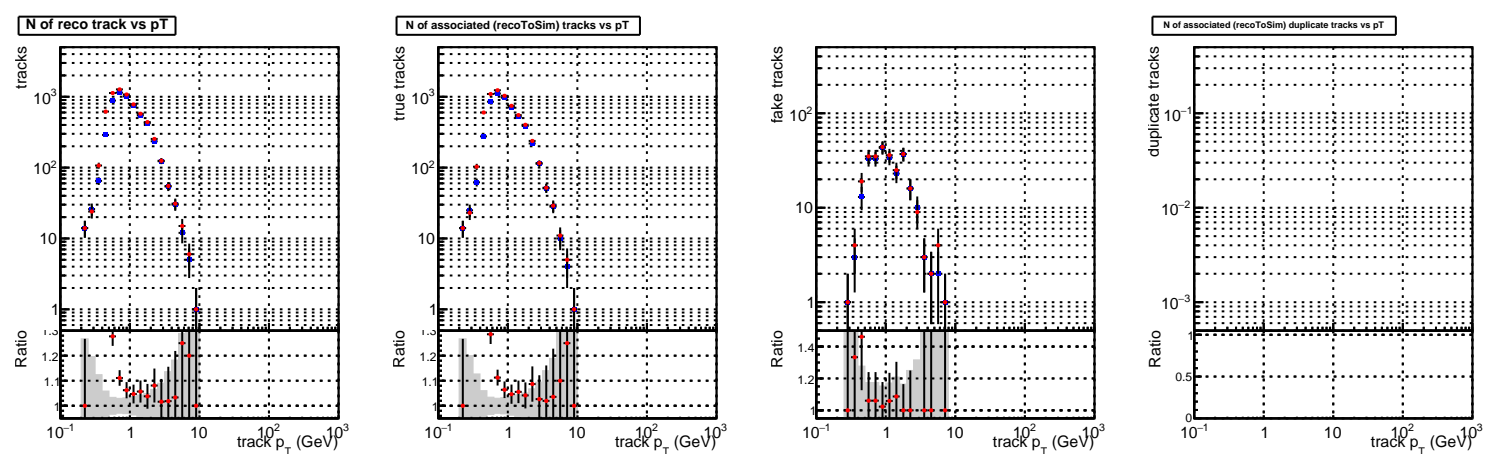 N of reco track vs pT
tracks
10³
10²
10
1
Ratio
1.3
1.2
1.1
1
10⁻¹ 1 10 10² 10³
track pT (GeV)
N of associated (recoToSim) tracks vs pT
true tracks
10³
10²
10
1
Ratio
1.3
1.2
1.1
1
10⁻¹ 1 10 10² 10³
track pT (GeV)
fake tracks
10²
10
1
Ratio
1.4
1.2
1
10⁻¹ 1 10 10² 10³
track pT (GeV)
N of associated (recoToSim) duplicate tracks vs pT
duplicate tracks
10⁻¹
10⁻²
10⁻³
Ratio
1
0.5
0
10⁻¹ 1 10 10² 10³
track pT (GeV)